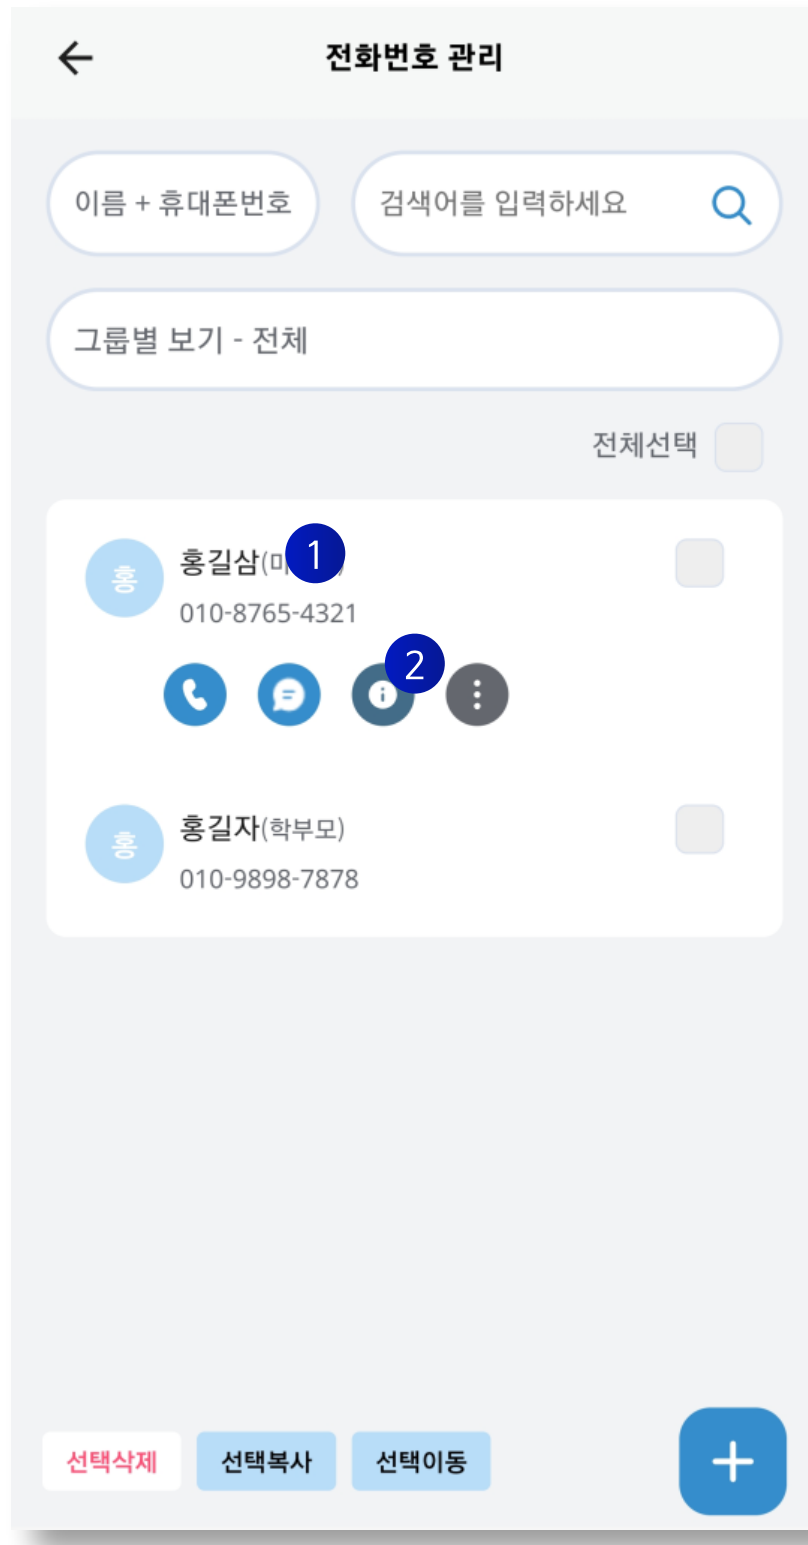 전화번호 관리
이름 + 휴대폰번호
검색어를 입력하세요
그룹별 보기 - 전체
전체선택
홍
홍길삼
1
010-8765-4321
2
홍
홍길자(학부모)
010-9898-7878
선택삭제
선택복사
선택이동